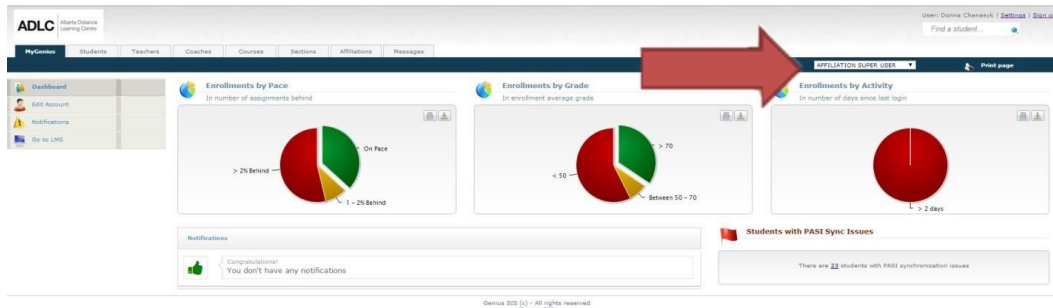 User: Donna Chanasyk | Settings | Sign o
ADLC Alberta Distance
Learning Centre
Find a student...
MyGenius Students Teachers Coaches Courses Sections Affiliations Messages
AFFILIATION SUPER USER Print page
Dashboard
Edit Account
Notifications
Go to LMS
Enrollments by Pace
In number of assignments behind
On Pace
> 2% Behind
1 - 2% Behind
Enrollments by Grade
In enrollment average grade
> 70
< 50
Between 50 - 70
Enrollments by Activity
In number of days since last login
> 2 days
Notifications
Congratulations!
You don't have any notifications
Students with PASI Sync Issues
There are 23 students with PASI synchronization issues
Genius SIS (c) - All rights reserved